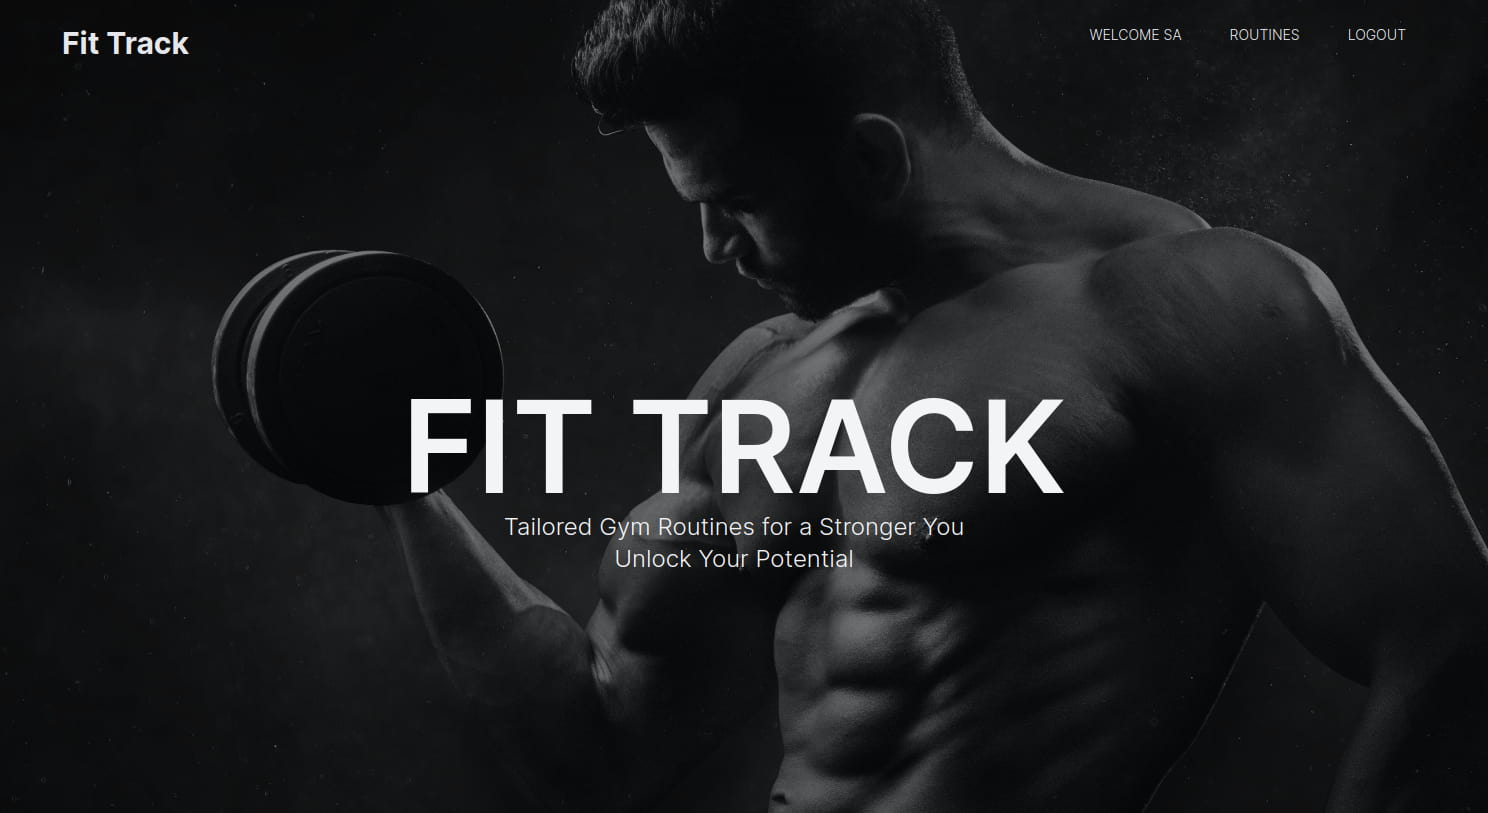 Fit Track
WELCOME SA
ROUTINES
LOGOUT
FIT TRACK
Tailored Gym Routines for a Stronger You
Unlock Your Potential